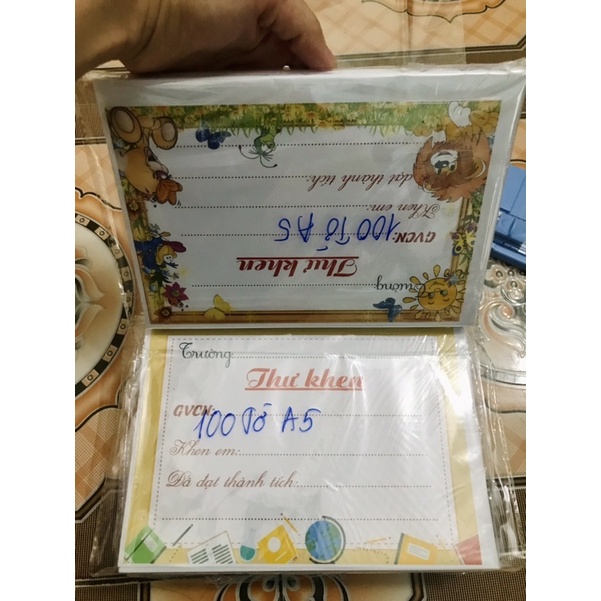 Trường
Thư khen
GVCN:
100 Tờ A5
Khen em:
đạt thành tích:
Trường
Thư khen
GVCN:
100 Tờ A5
Khen em:
Đã đạt thành tích: